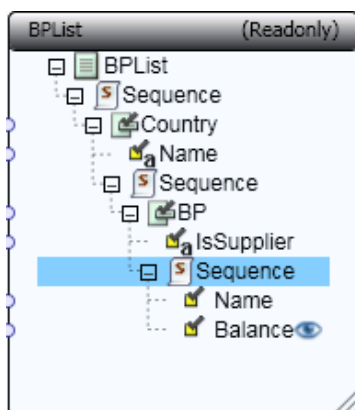 BPList (Readonly)
BPList
Sequence
Country
Name
Sequence
BP
IsSupplier
Sequence
Name
Balance